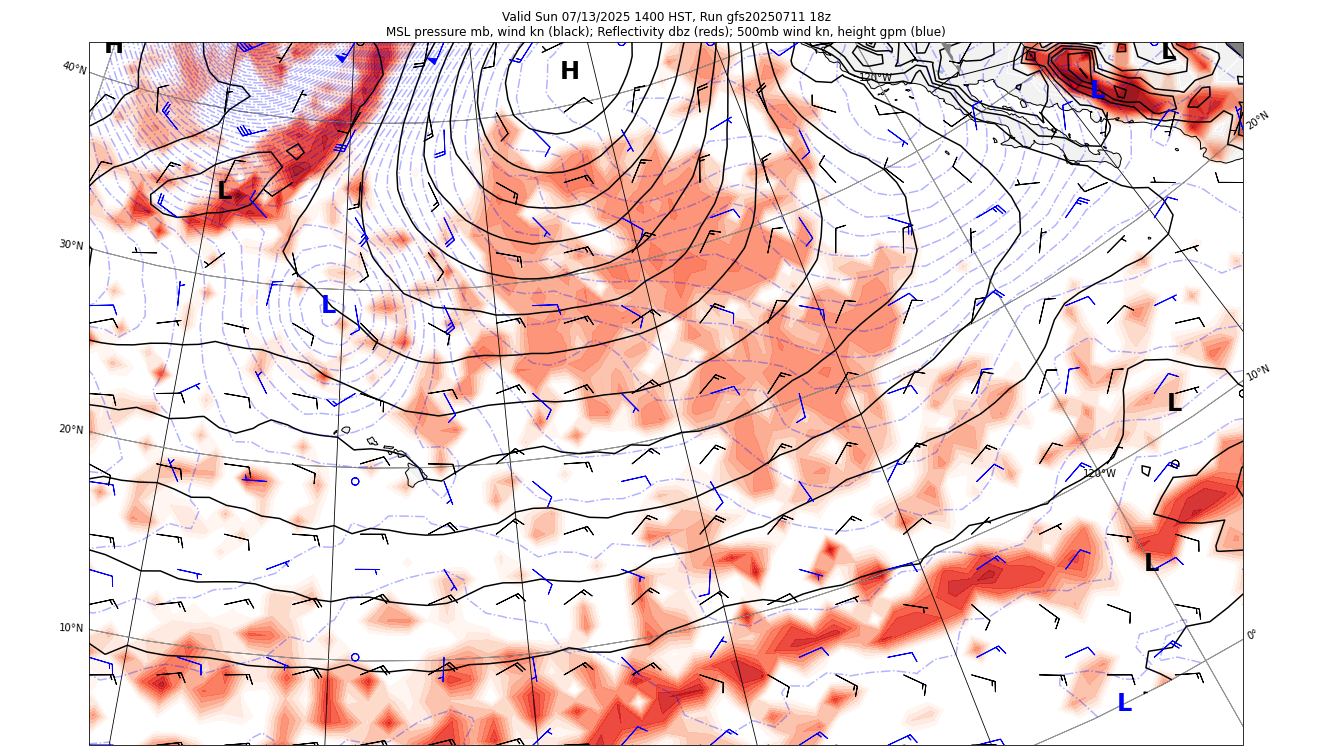 Valid Sun 07/13/2025 1400 HST, Run gfs20250711 18z
MSL pressure mb, wind kn (black); Reflectivity dbz (reds); 500mb wind kn, height gpm (blue)
H
L
40°N
H
120°W
L
20°N
L
30°N
L
10°N
L
20°N
120°W
L
10°N
0°
L